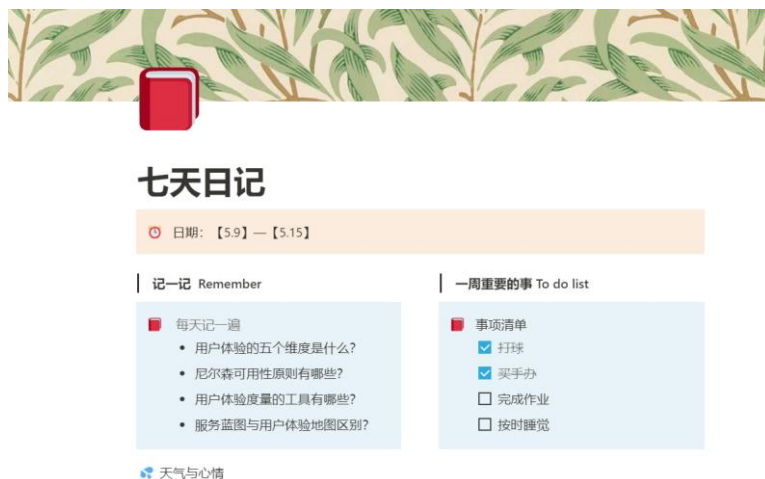 七天日记
日期：【5.9】—【5.15】
记一记 Remember
每天记一遍
• 用户体验的五个维度是什么?
• 尼尔森可用性原则有哪些?
• 用户体验度量的工具有哪些?
• 服务蓝图与用户体验地图区别?
一周重要的事 To do list
事项清单
打球
买手办
完成作业
按时睡觉
天气与心情